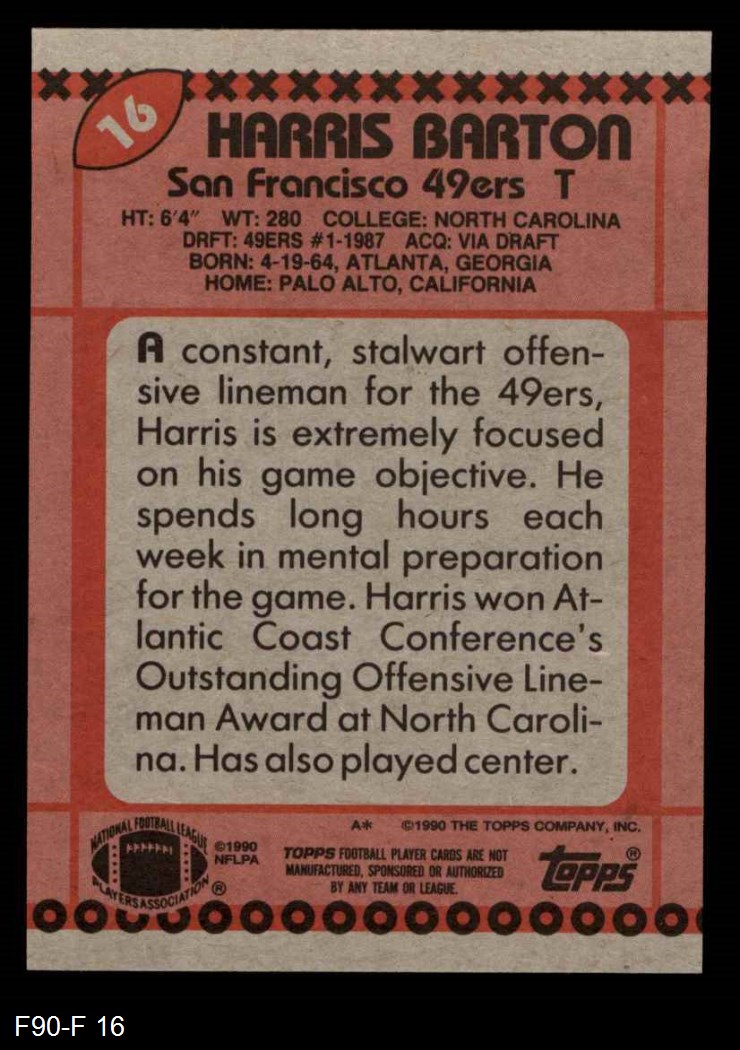 16
HARRIS BARTON
San Francisco 49ers T
HT: 6'4" WT: 280 COLLEGE: NORTH CAROLINA
DRFT: 49ERS #1-1987 ACQ: VIA DRAFT
BORN: 4-19-64, ATLANTA, GEORGIA
HOME: PALO ALTO, CALIFORNIA
A constant, stalwart offen-
sive lineman for the 49ers,
Harris is extremely focused
on his game objective. He
spends long hours each
week in mental preparation
for the game. Harris won At-
lantic Coast Conference's
Outstanding Offensive Line-
man Award at North Caroli-
na. Has also played center.
A* ©1990 THE TOPPS COMPANY, INC.
NATIONAL FOOTBALL LEAGUE
PLAYERS ASSOCIATION ®
©1990
NFLPA
TOPPS FOOTBALL PLAYER CARDS ARE NOT
MANUFACTURED, SPONSORED OR AUTHORIZED
BY ANY TEAM OR LEAGUE.
Topps®
F90-F 16